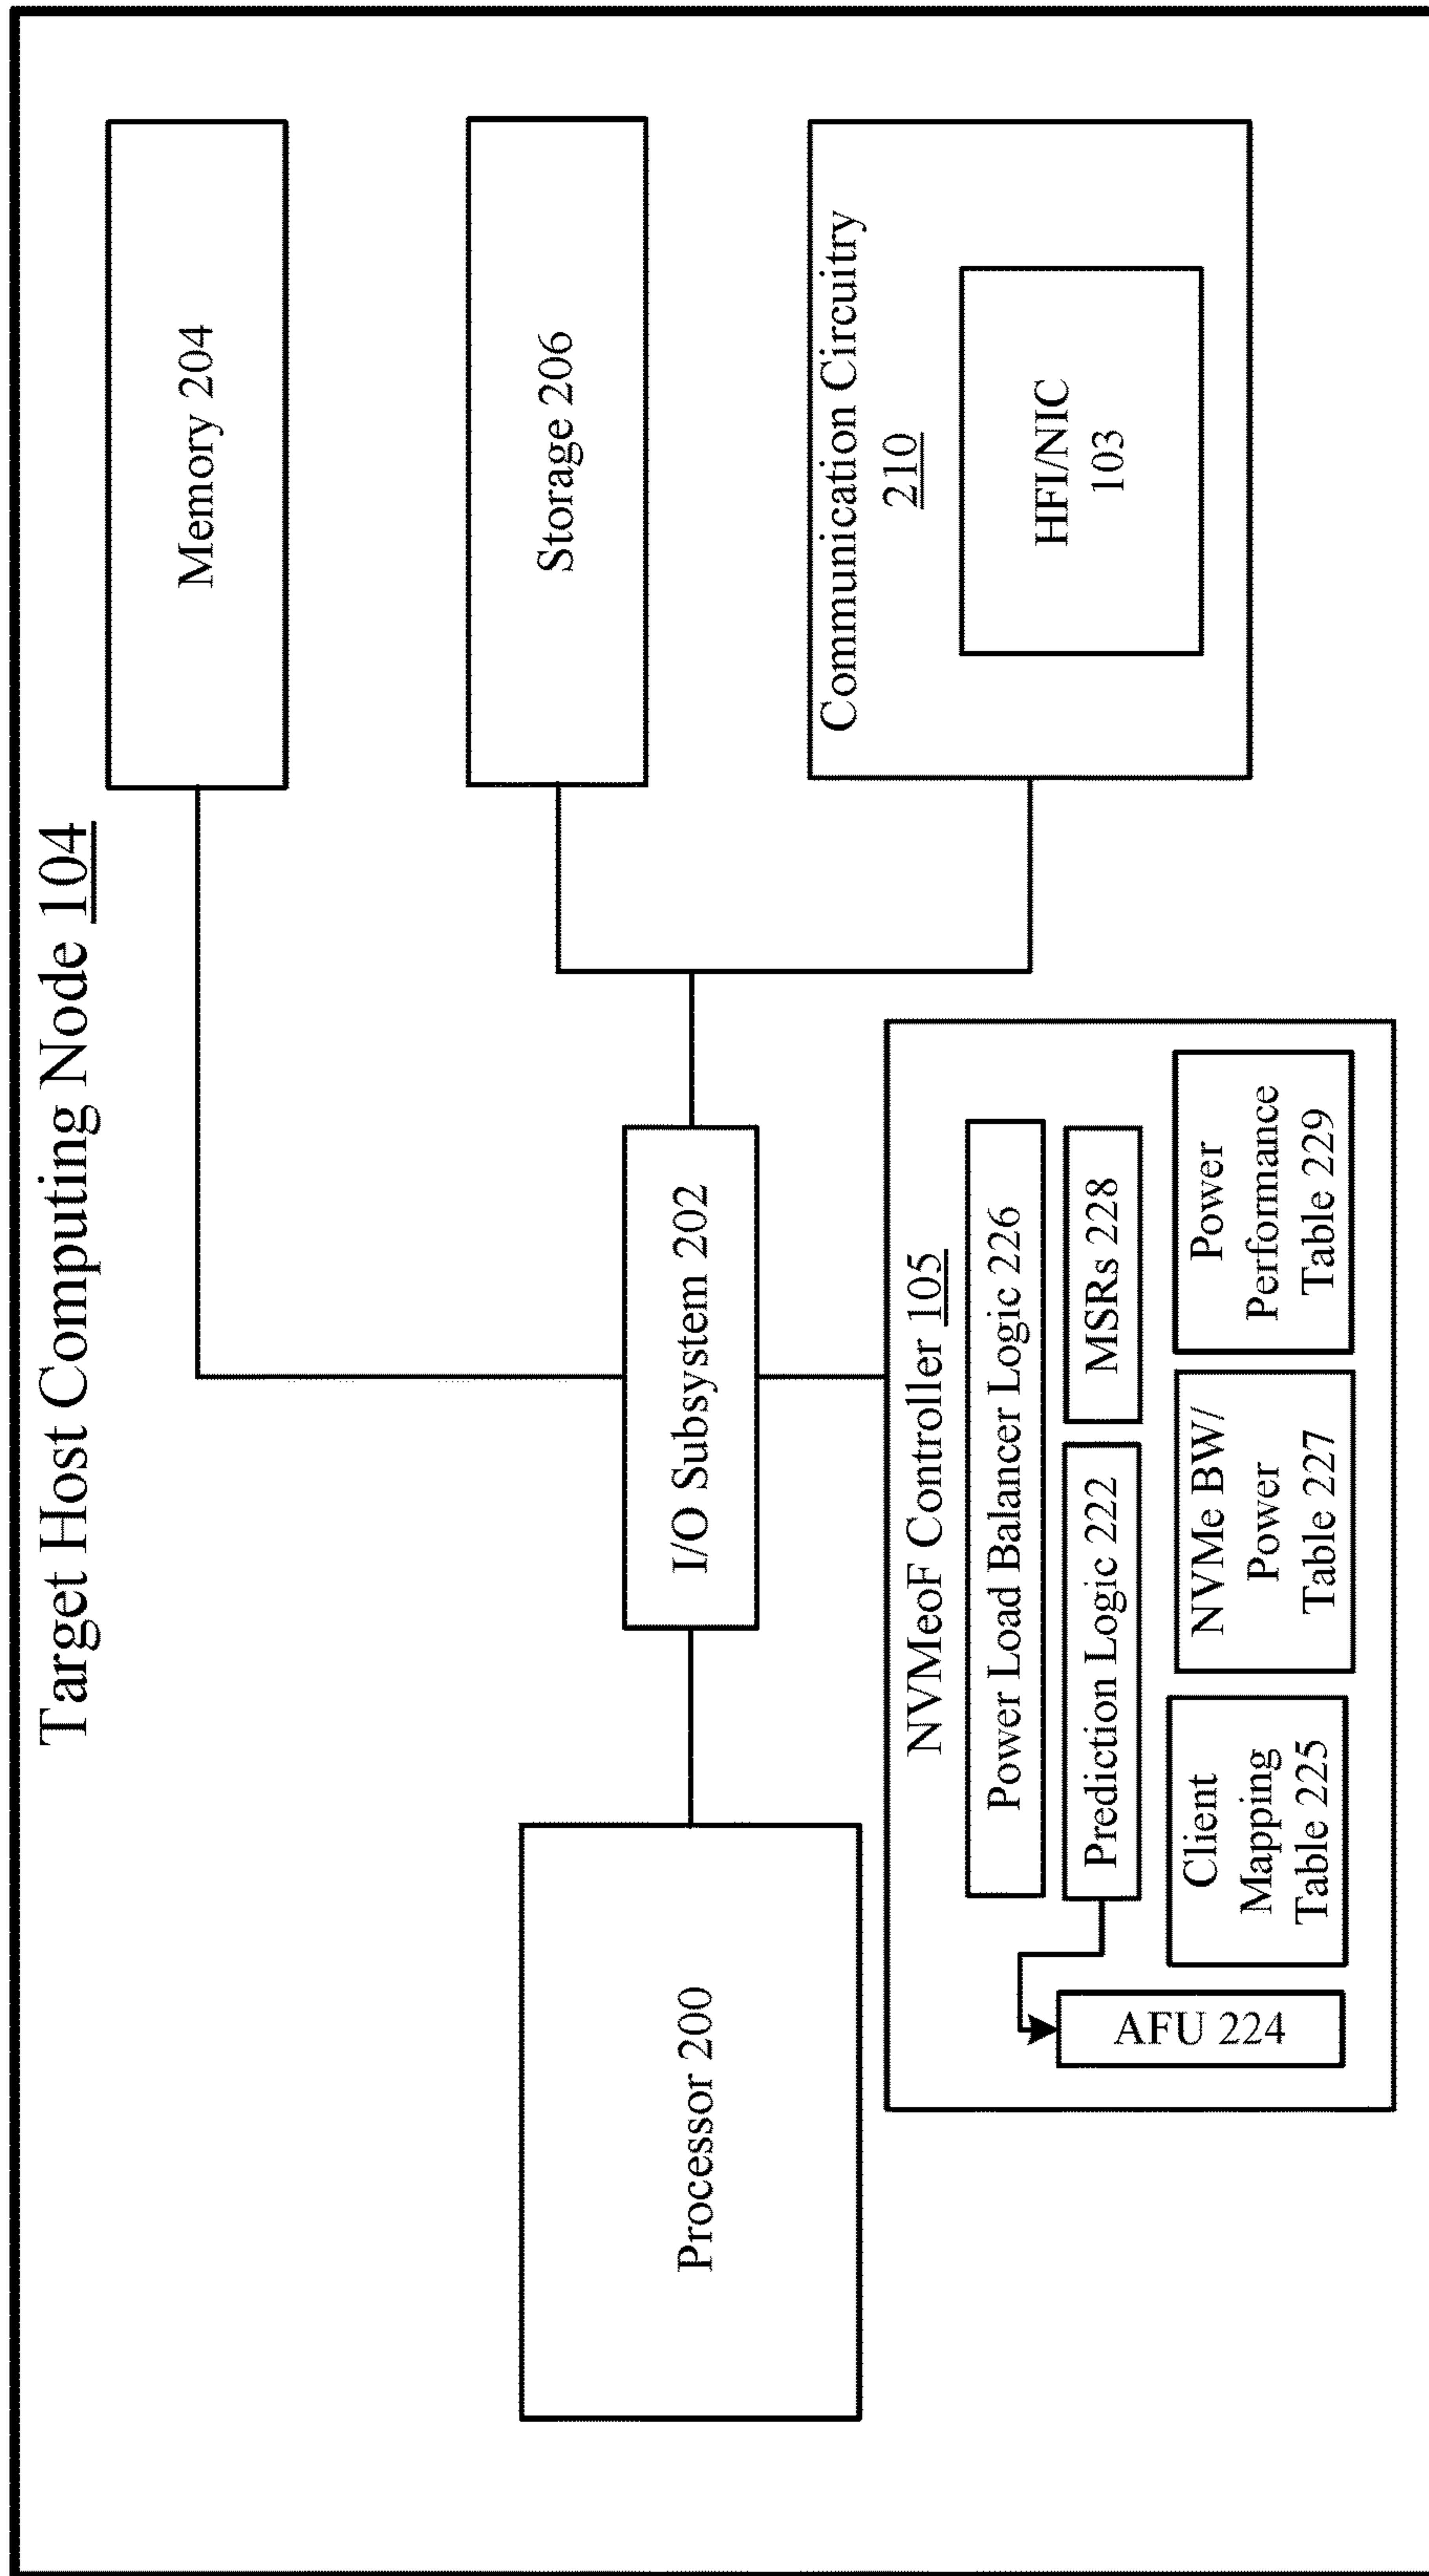 Target Host Computing Node 104
Memory 204
Storage 206
Communication Circuitry
210
HFI/NIC
103
I/O Subsystem 202
Processor 200
NVMeoF Controller 105
Power Load Balancer Logic 226
Prediction Logic 222
MSRs 228
AFU 224
Client
Mapping
Table 225
NVMe BW/
Power
Table 227
Power
Performance
Table 229